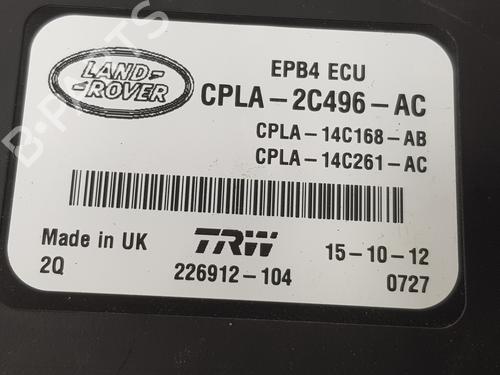 LAND-
-ROVER
EPB4 ECU
CPLA-2C496-AC
CPLA-14C168-AB
CPLA-14C261-AC
Made in UK
TRW
15-10-12
2Q
226912-104
0727
B-PARTS